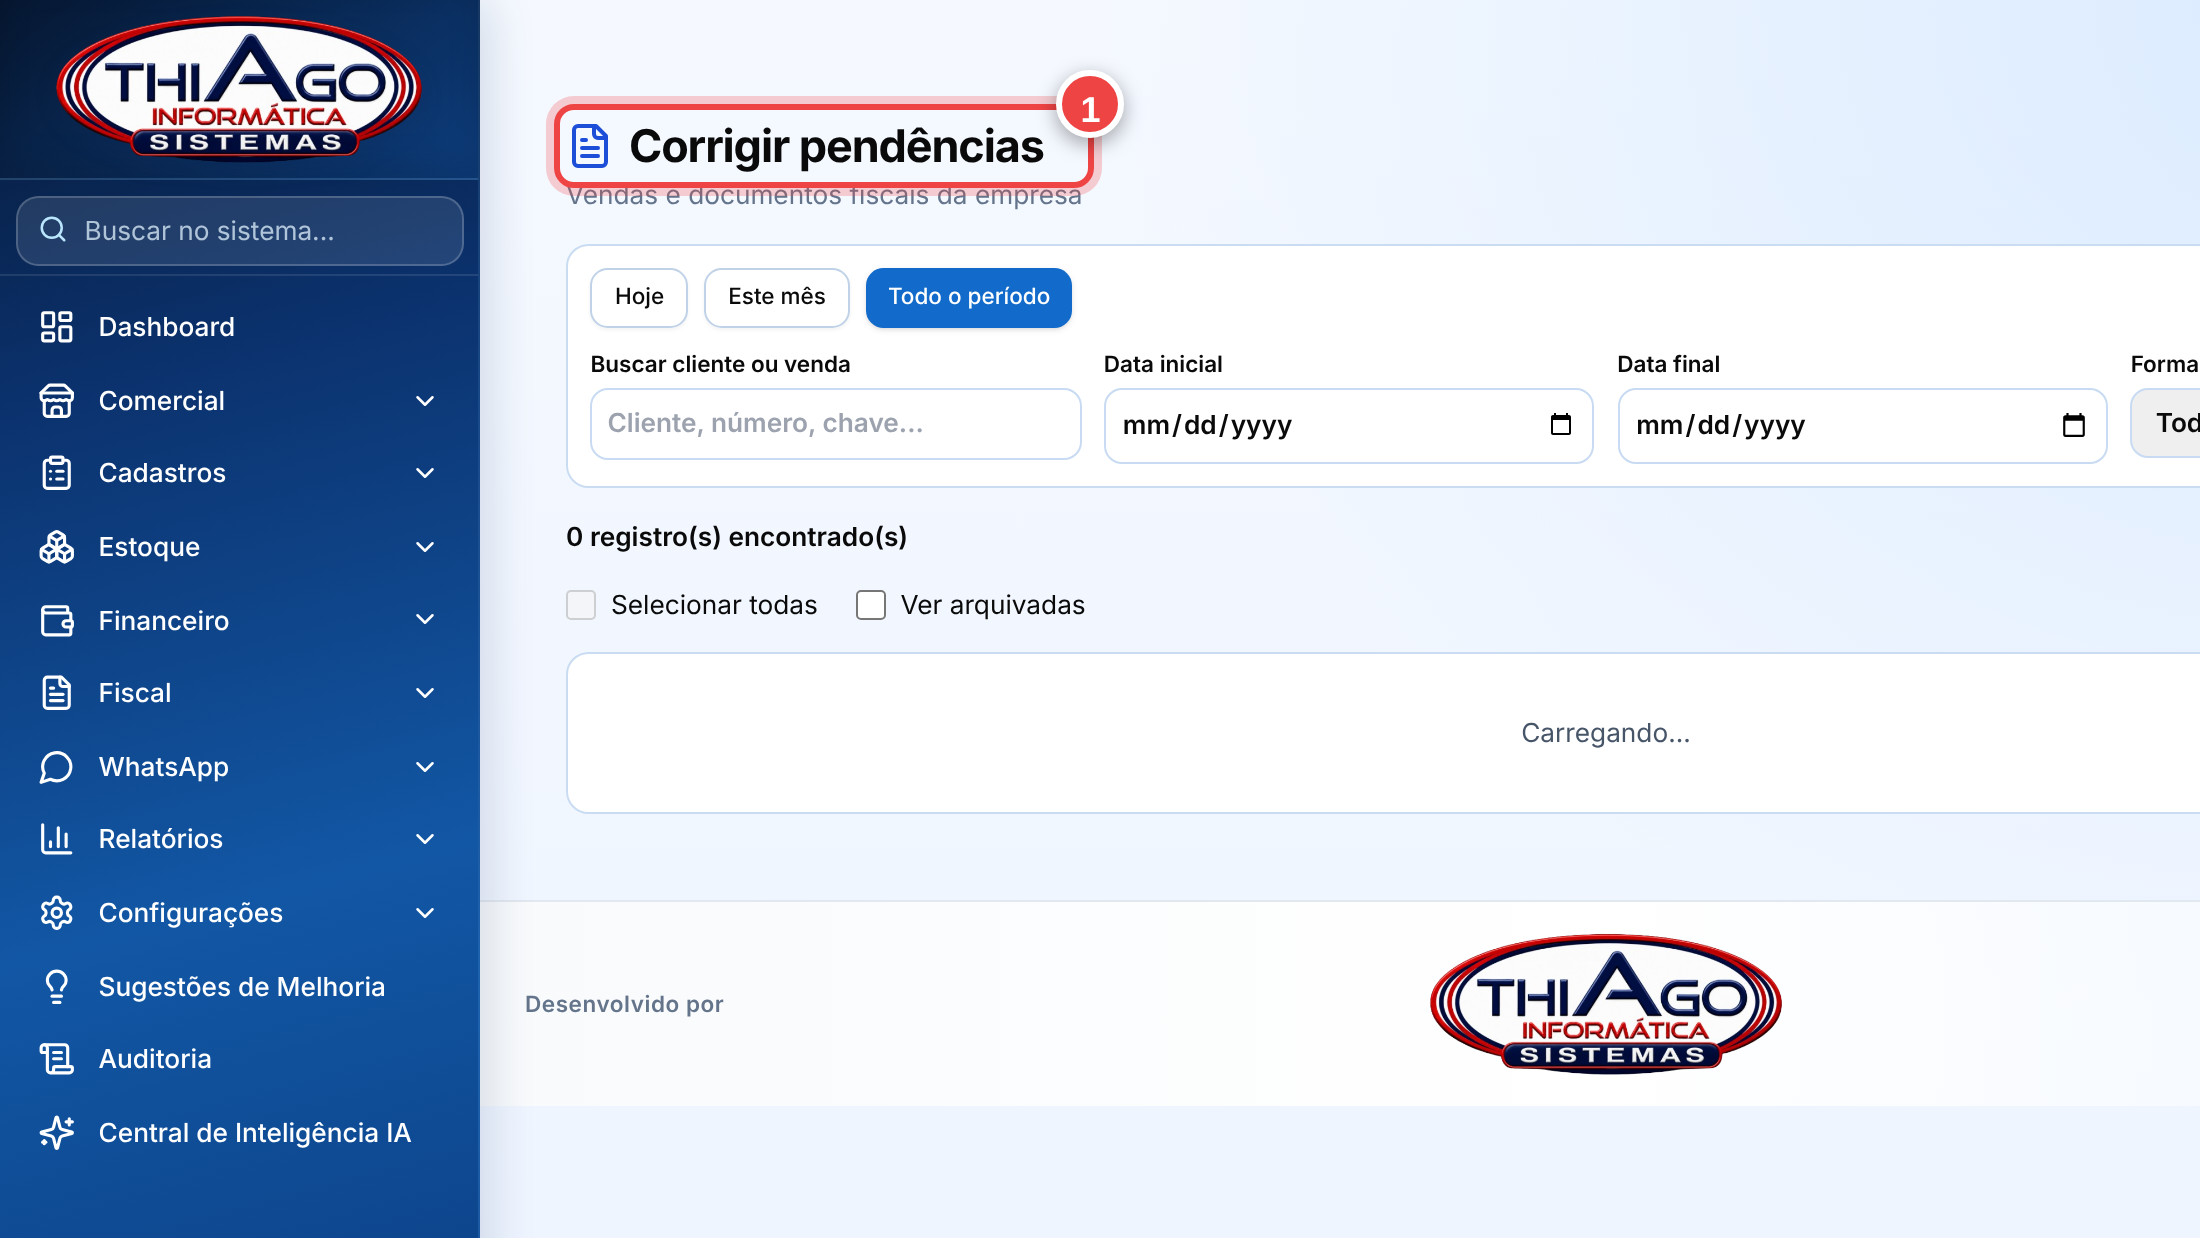 THIAGO
INFORMÁTICA
SISTEMAS
Buscar no sistema...
Dashboard
Comercial
Cadastros
Estoque
Financeiro
Fiscal
WhatsApp
Relatórios
Configurações
Sugestões de Melhoria
Auditoria
Central de Inteligência IA
1
Corrigir pendências
Vendas e documentos fiscais da empresa
Hoje Este mês Todo o período
Buscar cliente ou venda Data inicial Data final Forma
Cliente, número, chave... mm/dd/yyyy mm/dd/yyyy Tod
0 registro(s) encontrado(s)
Selecionar todas Ver arquivadas
Carregando...
Desenvolvido por
THIAGO
INFORMÁTICA
SISTEMAS